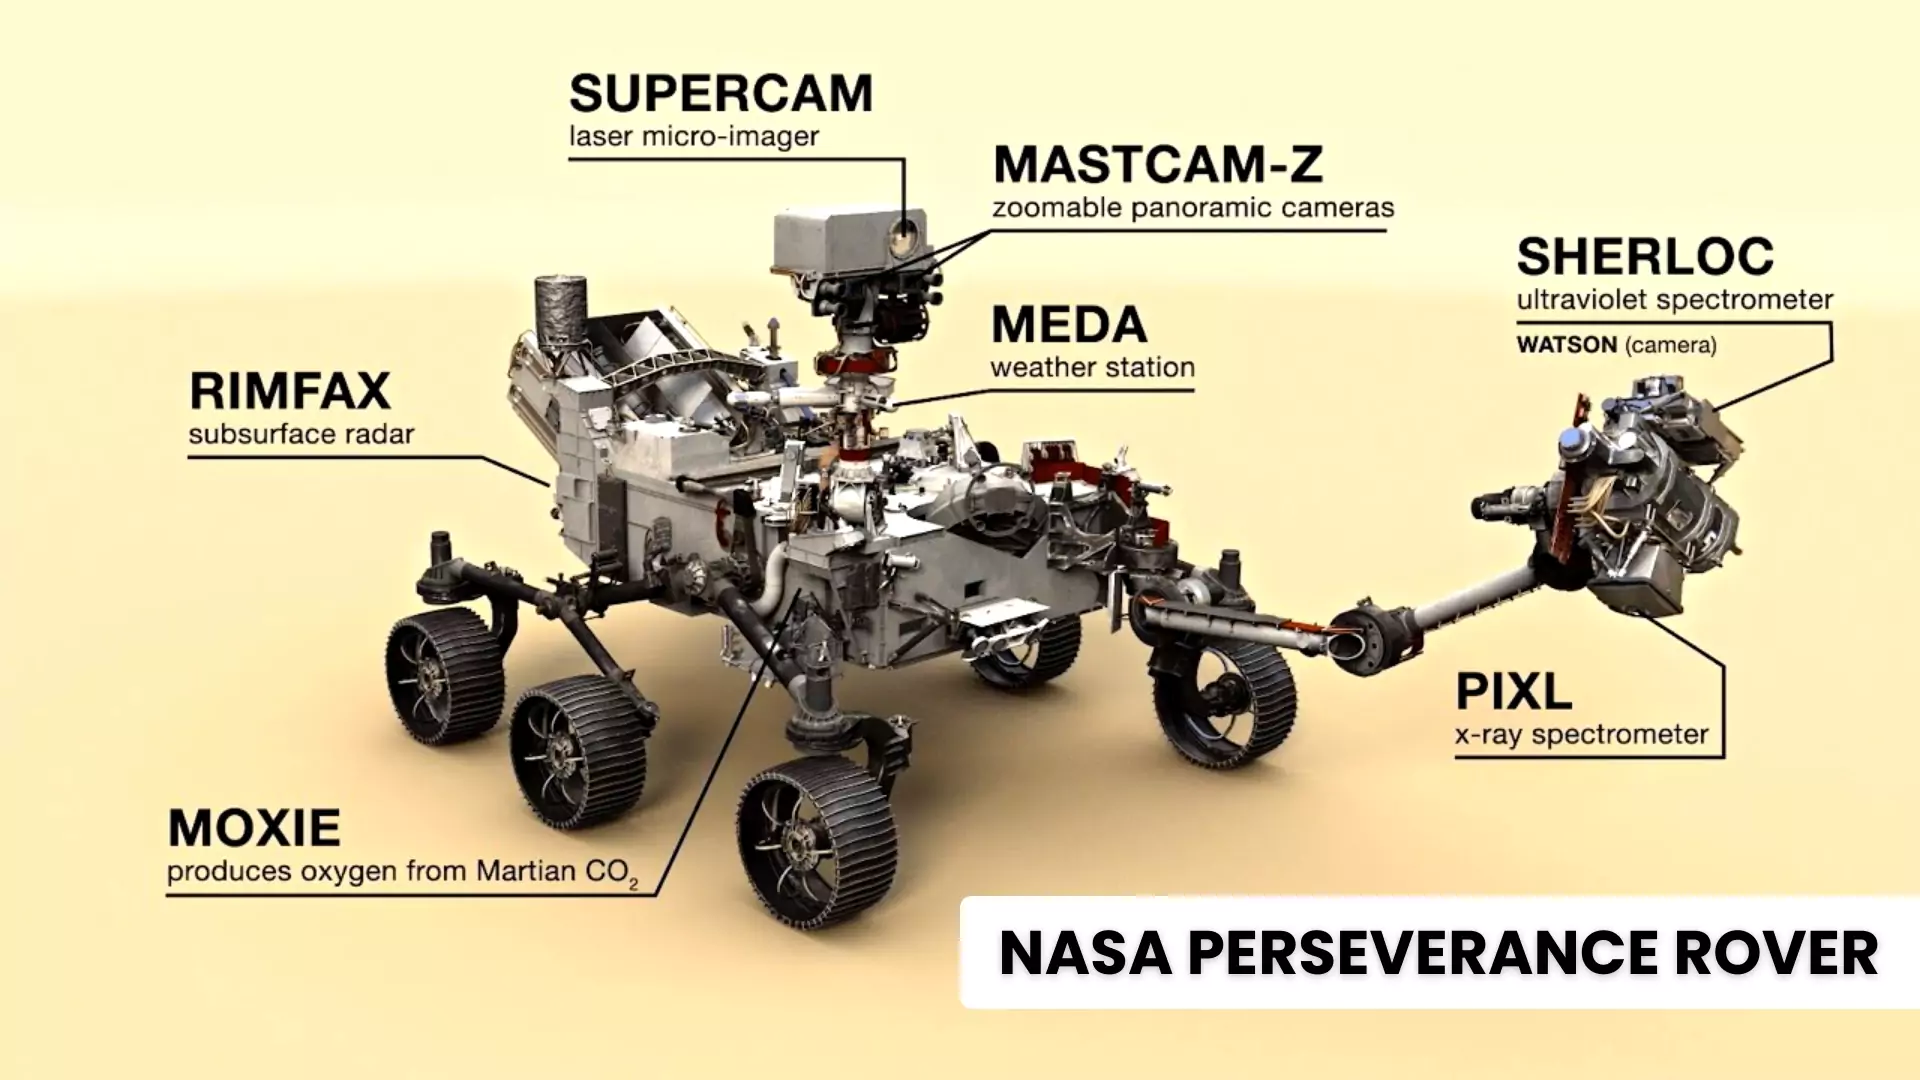 SUPERCAM
laser micro-imager
MASTCAM-Z
zoomable panoramic cameras
SHERLOC
ultraviolet spectrometer
WATSON (camera)
MEDA
weather station
RIMFAX
subsurface radar
PIXL
x-ray spectrometer
MOXIE
produces oxygen from Martian CO₂
NASA PERSEVERANCE ROVER